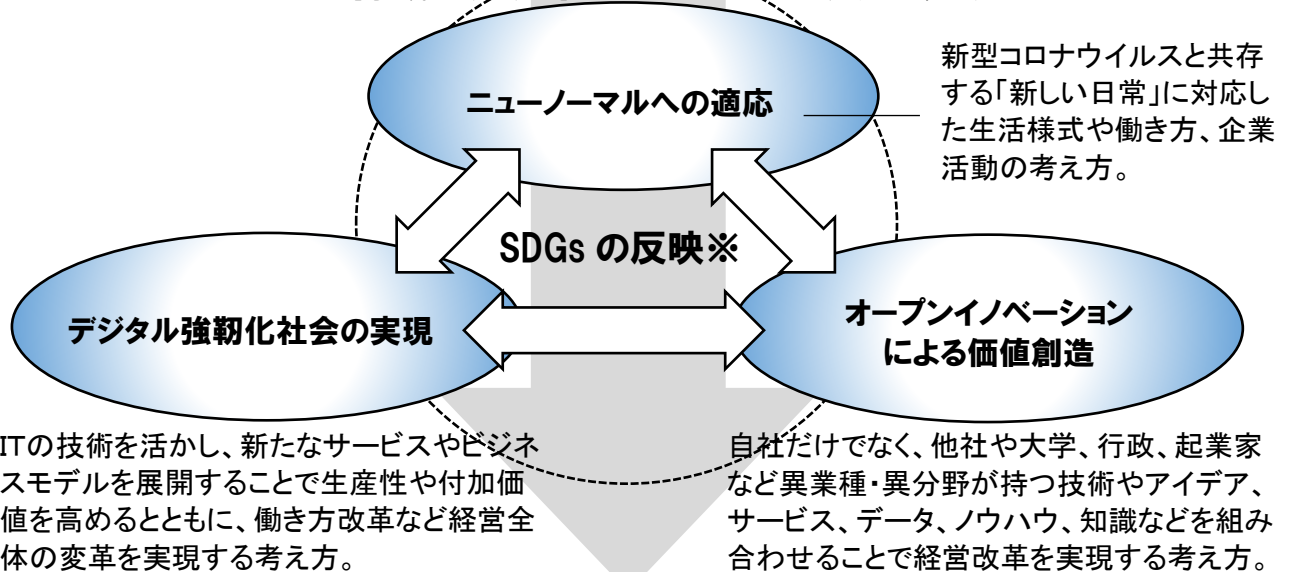 ニューノーマルへの適応
新型コロナウイルスと共存
する「新しい日常」に対応し
た生活様式や働き方、企業
活動の考え方。
SDGs の反映※
デジタル強靭化社会の実現
オープンイノベーション
による価値創造
ITの技術を活かし、新たなサービスやビジネ
スモデルを展開することで生産性や付加価
値を高めるとともに、働き方改革など経営全
体の変革を実現する考え方。
自社だけでなく、他社や大学、行政、起業家
など異業種・異分野が持つ技術やアイデア、
サービス、データ、ノウハウ、知識などを組み
合わせることで経営改革を実現する考え方。